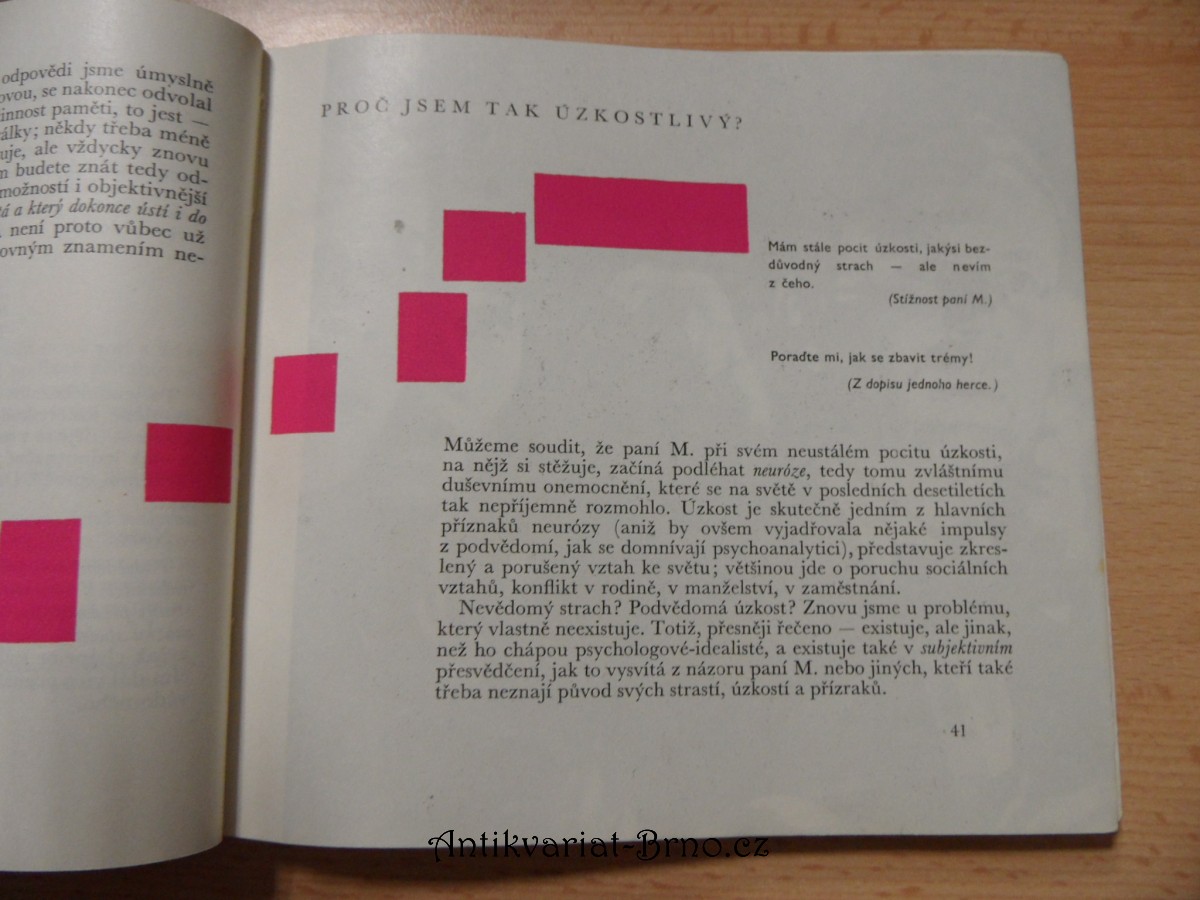 odpovědi jsme úmyslně
ovou, se nakonec odvolal
innost paměti, to jest —
álky; někdy třeba méně
uje, ale vždycky znovu
m budete znát tedy od-
možností i objektivnější
á a který dokonce ústí i do
není proto vůbec už
ovným znamením ne-
PROČ JSEM TAK ÚZKOSTLIVÝ?
Mám stále pocit úzkosti, jakýsi bez-
důvodný strach — ale nevím
z čeho.
(Stížnost paní M.)
Poraďte mi, jak se zbavit trémy!
(Z dopisu jednoho herce.)
Můžeme soudit, že paní M. při svém neustálém pocitu úzkosti,
na nějž si stěžuje, začíná podléhat neuróze, tedy tomu zvláštnímu
duševnímu onemocnění, které se na světě v posledních desetiletích
tak nepříjemně rozmohlo. Úzkost je skutečně jedním z hlavních
příznaků neurózy (aniž by ovšem vyjadřovala nějaké impulsy
z podvědomí, jak se domnívají psychoanalytici), představuje zkres-
lený a porušený vztah ke světu; většinou jde o poruchu sociálních
vztahů, konflikt v rodině, v manželství, v zaměstnání.
Nevědomý strach? Podvědomá úzkost? Znovu jsme u problému,
který vlastně neexistuje. Totiž, přesněji řečeno — existuje, ale jinak,
než ho chápou psychologové-idealisté, a existuje také v subjektivním
přesvědčení, jak to vysvítá z názoru paní M. nebo jiných, kteří také
třeba neznají původ svých strastí, úzkostí a přízraků.
41
Antikvariat-Brno.cz